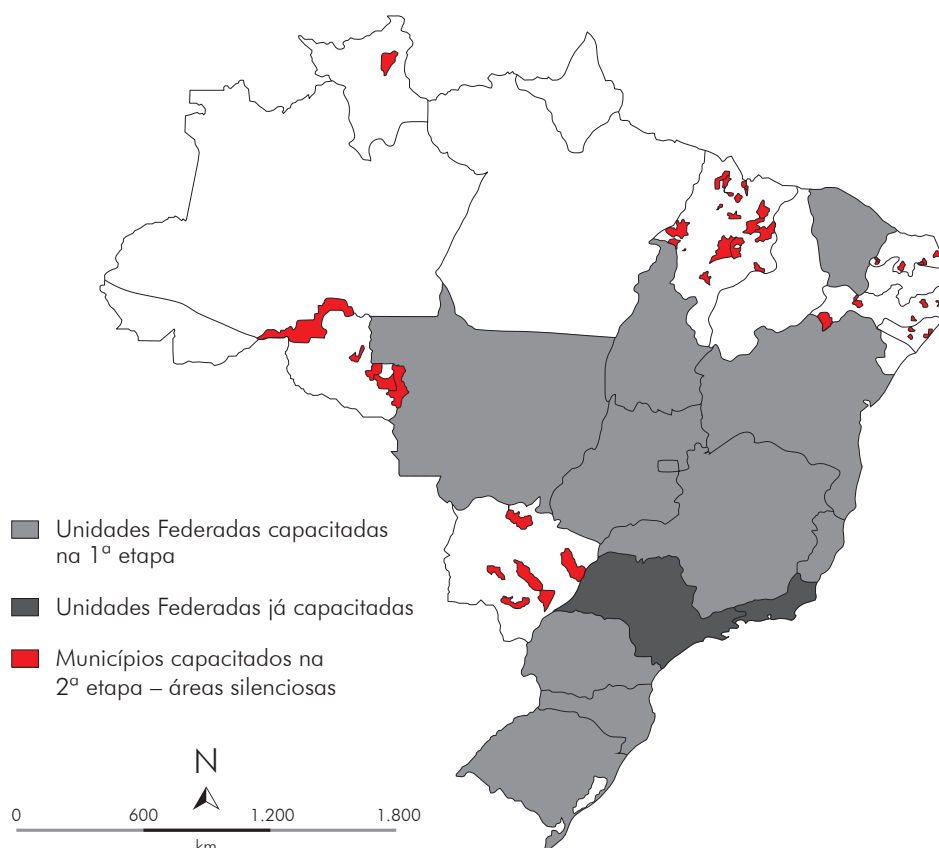 Unidades Federadas capacitadas
na 1ª etapa
Unidades Federadas já capacitadas
Municípios capacitados na
2ª etapa – áreas silenciosas
N
0 600 1.200 1.800
km